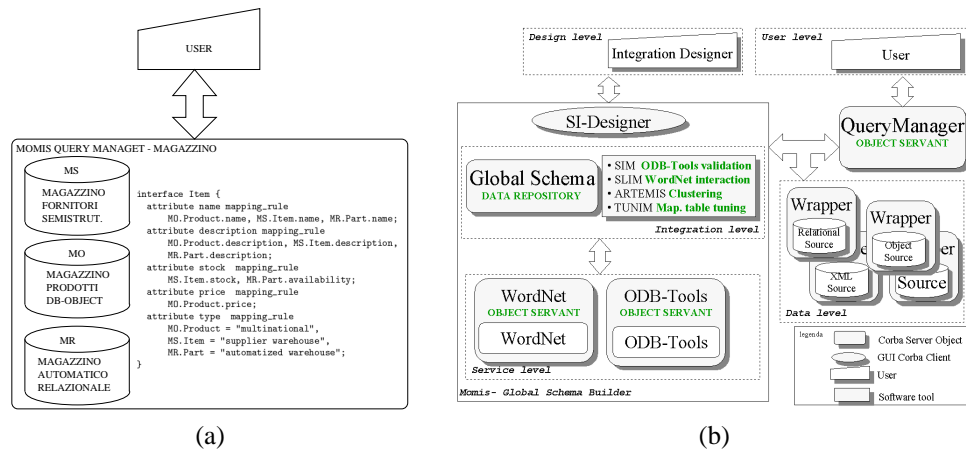 USER
MOMIS QUERY MANAGET - MAGAZZINO
MS
MAGAZZINO
FORNITORI
SEMISTRUT.
MO
MAGAZZINO
PRODOTTI
DB-OBJECT
MR
MAGAZZINO
AUTOMATICO
RELAZIONALE
interface Item {
attribute name mapping_rule
MO.Product.name, MS.Item.name, MR.Part.name;
attribute description mapping_rule
MO.Product.description, MS.Item.description,
MR.Part.description;
attribute stock mapping_rule
MS.Item.stock, MR.Part.availability;
attribute price mapping_rule
MO.Product.price;
attribute type mapping_rule
MO.Product = "multinational",
MS.Item = "supplier warehouse",
MR.Part = "automatized warehouse";
}
(a)
Design level
Integration Designer
User level
User
SI-Designer
QueryManager
OBJECT SERVANT
Global Schema
DATA REPOSITORY
• SIM ODB-Tools validation
• SLIM WordNet interaction
• ARTEMIS Clustering
• TUNIM Map. table tuning
Integration level
WordNet
OBJECT SERVANT
WordNet
ODB-Tools
OBJECT SERVANT
ODB-Tools
Service level
Momis- Global Schema Builder
Wrapper
Relational
Source
Wrapper
Object
Source
XML
Source
Source
Data level
legenda
Corba Server Object
GUI Corba Client
User
Software tool
(b)